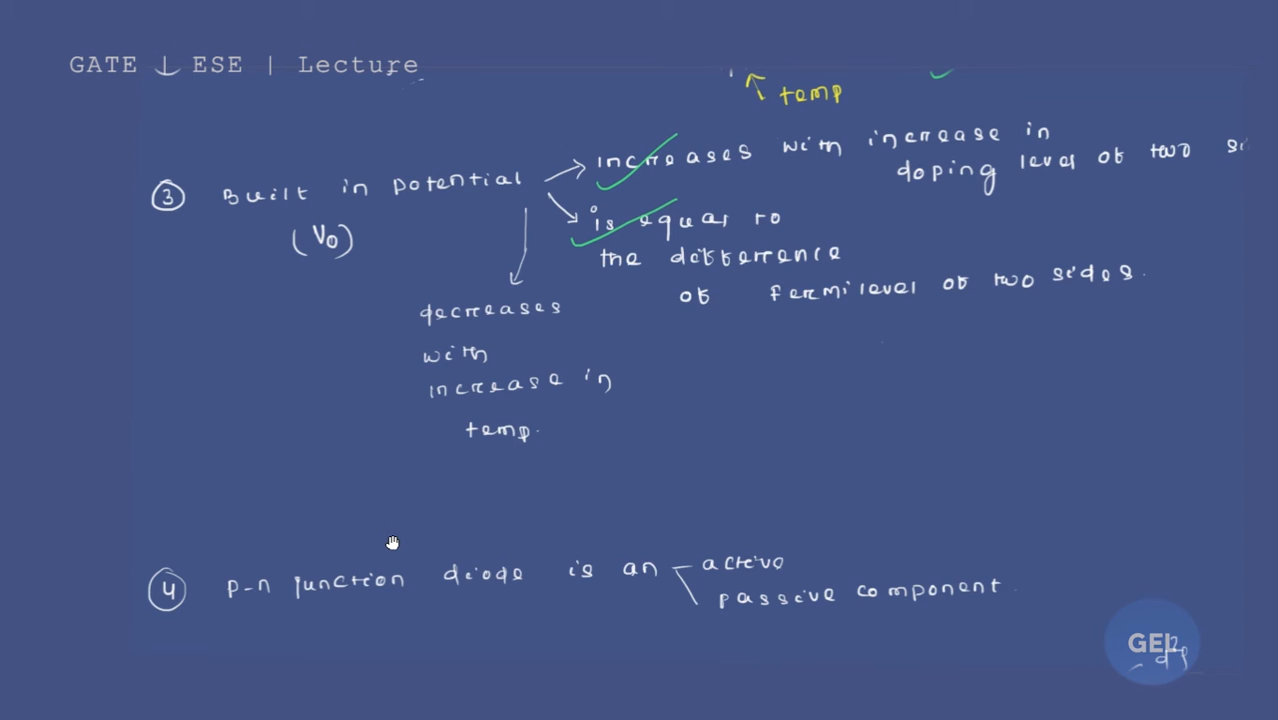 GATE ↓ ESE | Lecture
temp
③ Built in potential → increases with increase in
doping level of two si
(V₀) → is equal to
the difference
of fermi level of two sides.
decreases
with
increase in
temp.
④ p-n junction diode is an active
passive component.
GEL